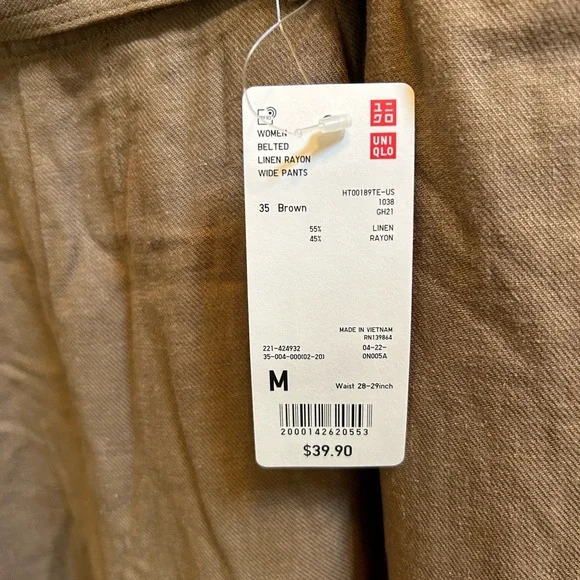 ユニ
クロ
UNI
QLO
WOMEN
BELTED
LINEN RAYON
WIDE PANTS
HT00189TE-US
35 Brown 1038
GH21
55% LINEN
45% RAYON
MADE IN VIETNAM
RN139864
221-424932 04-22-
35-004-000(02-20) 0N005A
M Waist 28-29inch
2000142620553
$39.90